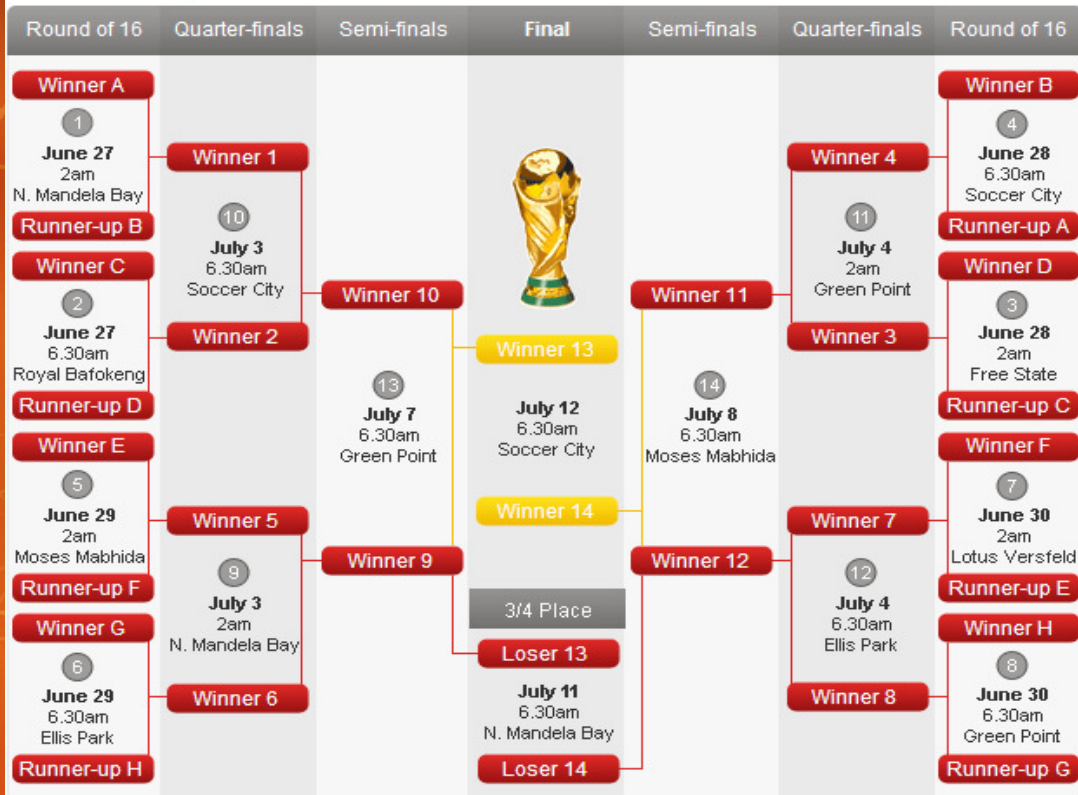 Round of 16
Quarter-finals
Semi-finals
Final
Semi-finals
Quarter-finals
Round of 16
Winner A
1
June 27
2am
N. Mandela Bay
Runner-up B
Winner C
2
June 27
6.30am
Royal Bafokeng
Runner-up D
Winner E
5
June 29
2am
Moses Mabhida
Runner-up F
Winner G
6
June 29
6.30am
Ellis Park
Runner-up H
Winner 1
10
July 3
6.30am
Soccer City
Winner 2
Winner 5
9
July 3
2am
N. Mandela Bay
Winner 6
Winner 10
13
July 7
6.30am
Green Point
Winner 9
Winner 13
July 12
6.30am
Soccer City
Winner 14
3/4 Place
Loser 13
July 11
6.30am
N. Mandela Bay
Loser 14
Winner 11
14
July 8
6.30am
Moses Mabhida
Winner 12
Winner 4
11
July 4
2am
Green Point
Winner 3
Winner 7
12
July 4
6.30am
Ellis Park
Winner 8
Winner B
4
June 28
6.30am
Soccer City
Runner-up A
Winner D
3
June 28
2am
Free State
Runner-up C
Winner F
7
June 30
2am
Lotus Versfeld
Runner-up E
Winner H
8
June 30
6.30am
Green Point
Runner-up G